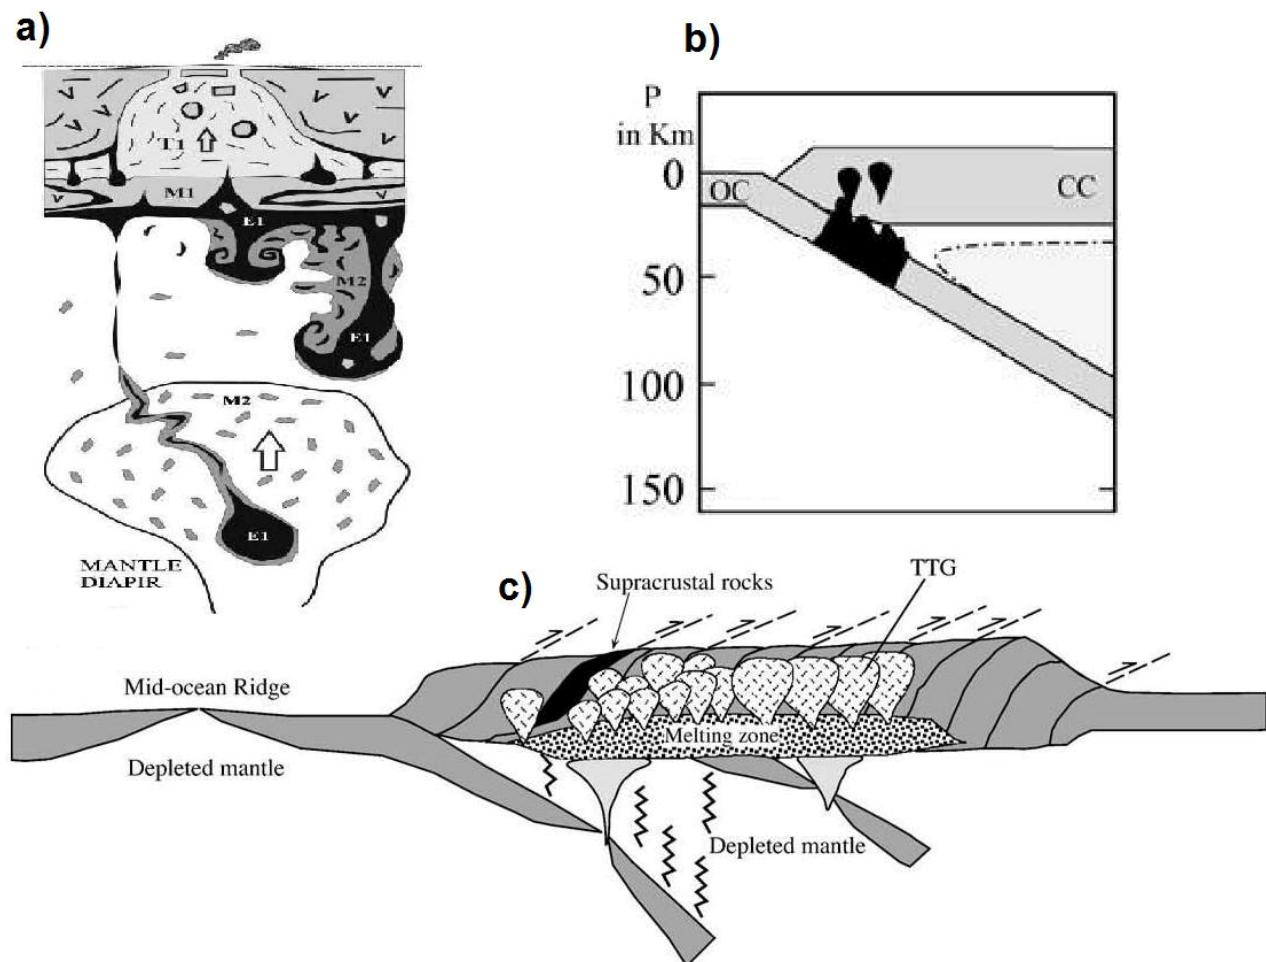 a)
T1
M1
E1
M2
E1
M2
E1
MANTLE
DIAPIR
b)
P
in Km
0
50
100
150
OC
CC
c)
Supracrustal rocks
TTG
Mid-ocean Ridge
Melting zone
Depleted mantle
Depleted mantle